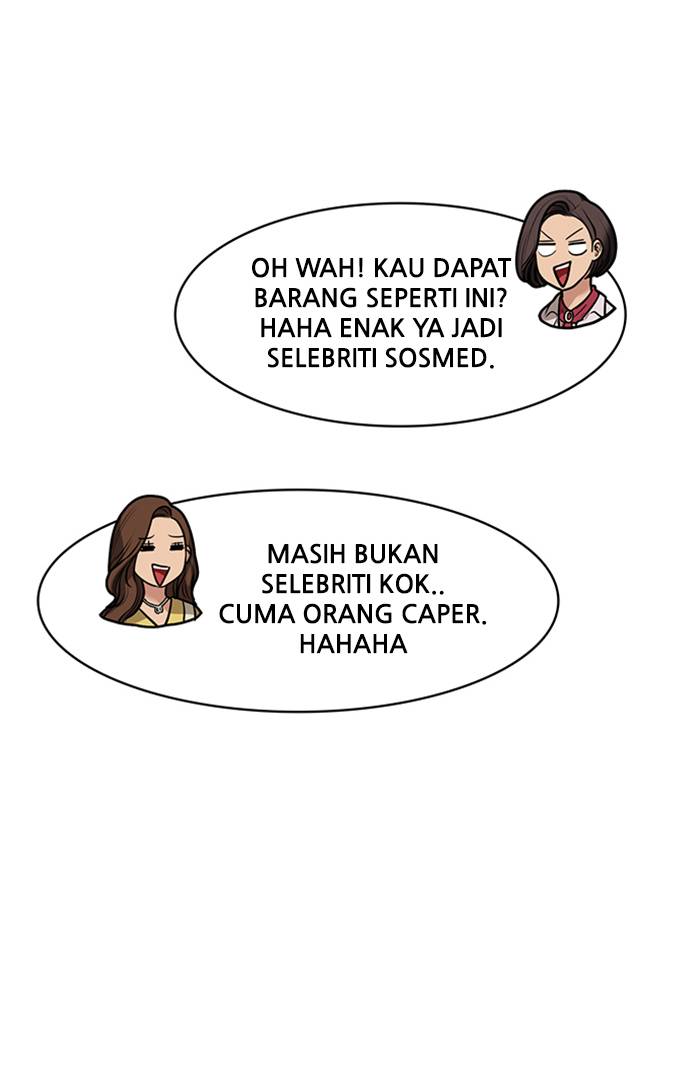 OH WAH! KAU DAPAT
BARANG SEPERTI INI?
HAHA ENAK YA JADI
SELEBRITI SOSMED.
MASIH BUKAN
SELEBRITI KOK..
CUMA ORANG CAPER.
HAHAHA